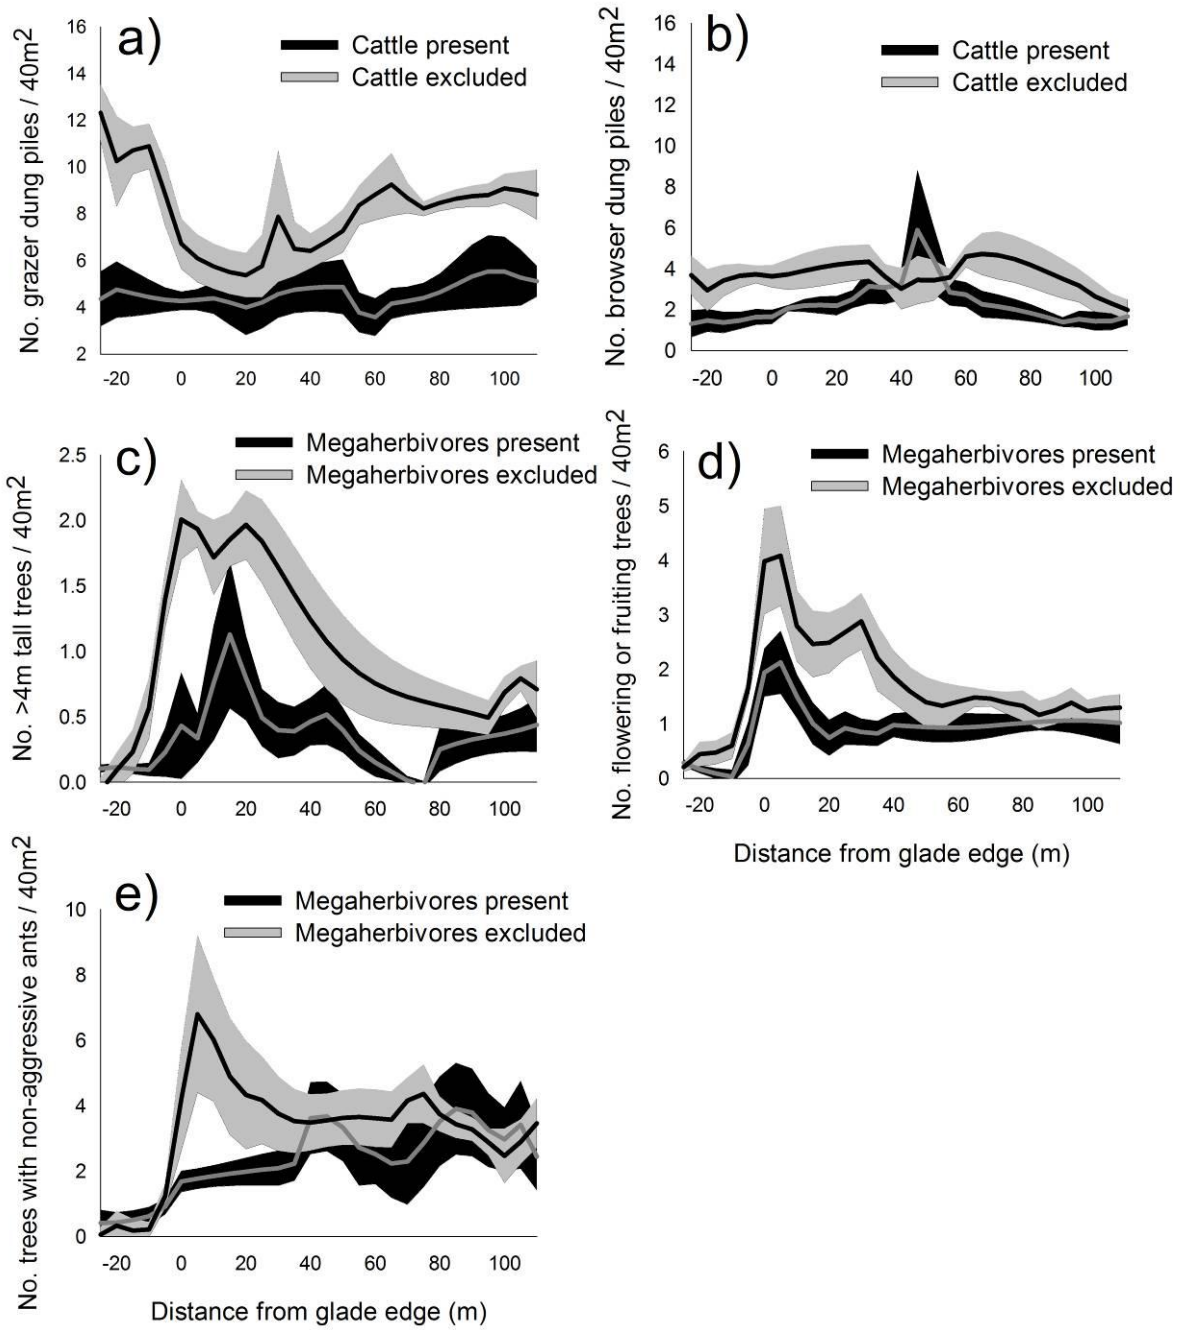 a)
No. grazer dung piles / 40m2
Cattle present
Cattle excluded
16
14
12
10
8
6
4
2
-20 0 20 40 60 80 100
b)
No. browser dung piles / 40m2
Cattle present
Cattle excluded
16
14
12
10
8
6
4
2
0
-20 0 20 40 60 80 100
c)
No. >4m tall trees / 40m2
Megaherbivores present
Megaherbivores excluded
2.5
2.0
1.5
1.0
0.5
0.0
-20 0 20 40 60 80 100
d)
No. flowering or fruiting trees / 40m2
Megaherbivores present
Megaherbivores excluded
6
5
4
3
2
1
0
-20 0 20 40 60 80 100
Distance from glade edge (m)
e)
No. trees with non-aggressive ants / 40m2
Megaherbivores present
Megaherbivores excluded
10
8
6
4
2
0
-20 0 20 40 60 80 100
Distance from glade edge (m)